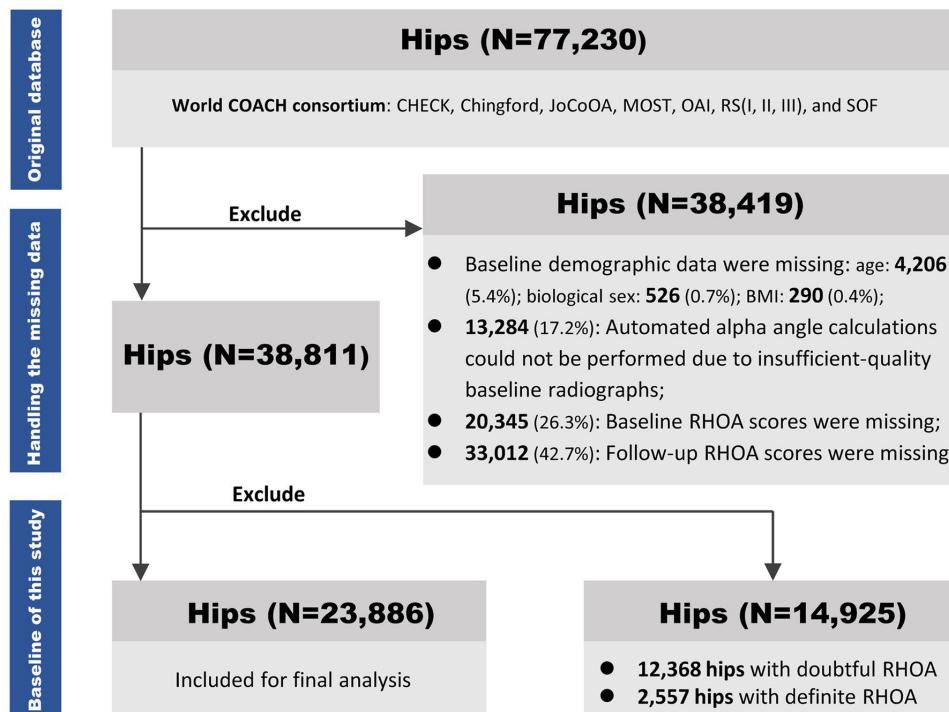 Original database
Hips (N=77,230)
World COACH consortium: CHECK, Chingford, JoCoOA, MOST, OAI, RS(I, II, III), and SOF
Handling the missing data
Exclude
Hips (N=38,419)
● Baseline demographic data were missing: age: 4,206
(5.4%); biological sex: 526 (0.7%); BMI: 290 (0.4%);
● 13,284 (17.2%): Automated alpha angle calculations
could not be performed due to insufficient-quality
baseline radiographs;
● 20,345 (26.3%): Baseline RHOA scores were missing;
● 33,012 (42.7%): Follow-up RHOA scores were missing
Hips (N=38,811)
Exclude
Baseline of this study
Hips (N=23,886)
Included for final analysis
Hips (N=14,925)
● 12,368 hips with doubtful RHOA
● 2,557 hips with definite RHOA